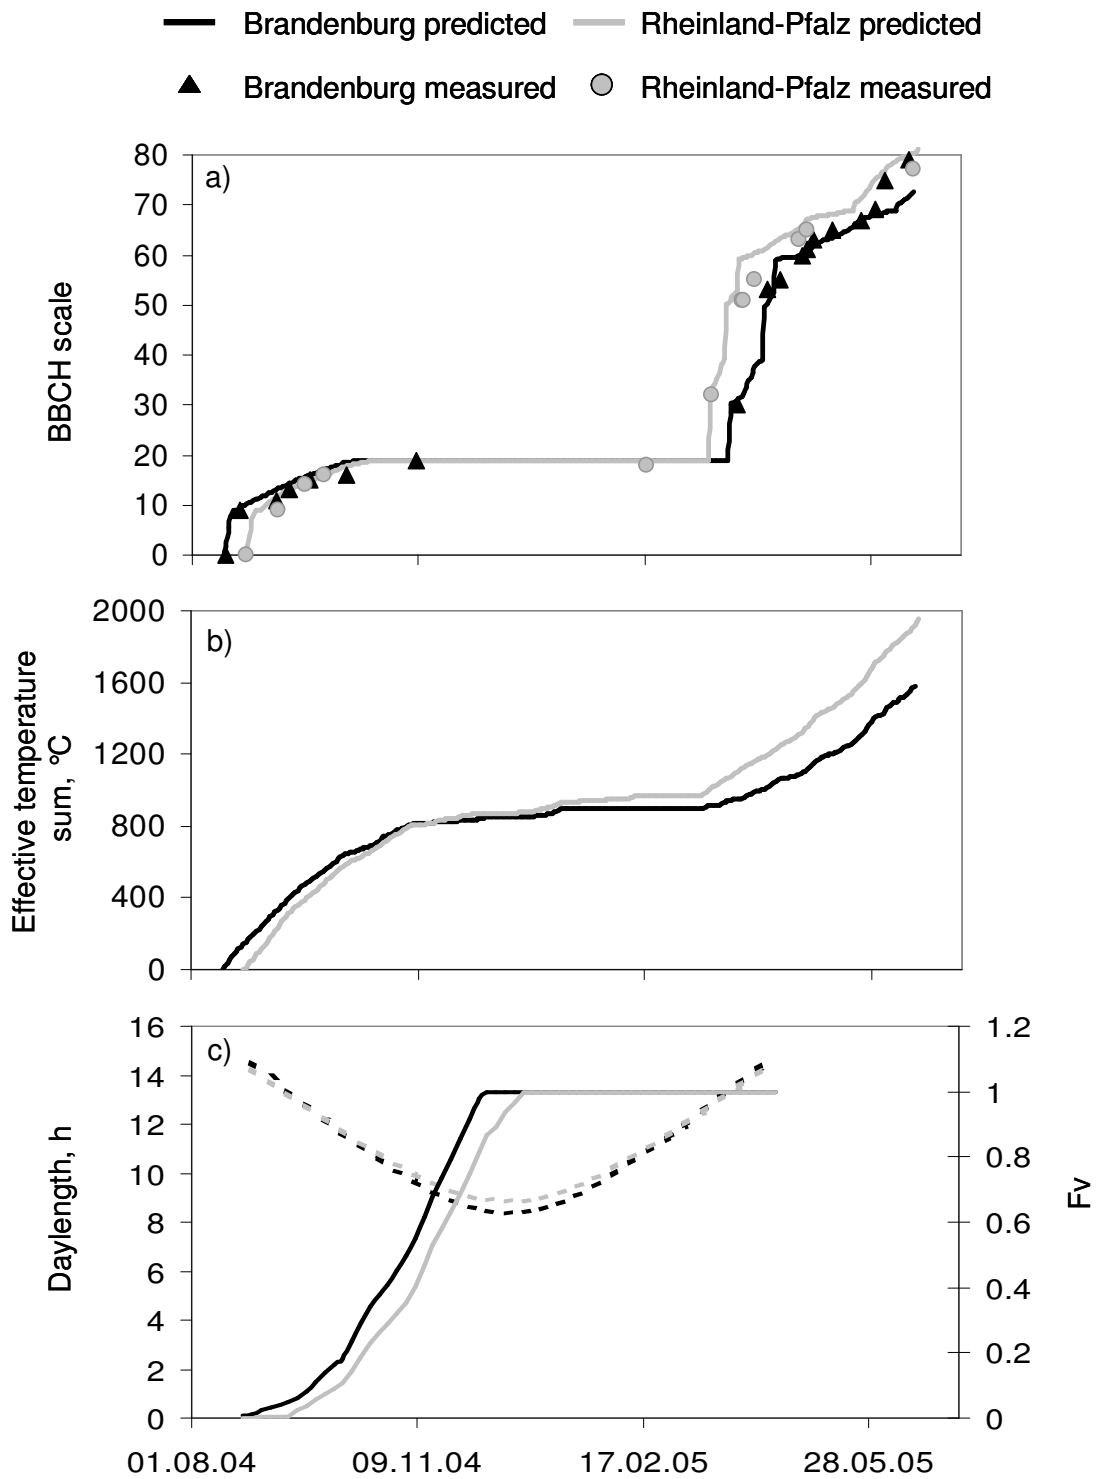 Brandenburg predicted Rheinland-Pfalz predicted
Brandenburg measured Rheinland-Pfalz measured
a)
80
70
60
50
40
30
20
10
0
BBCH scale
b)
2000
1600
1200
800
400
0
Effective temperature
sum, °C
c)
16
14
12
10
8
6
4
2
0
Daylength, h
1.2
1
0.8
0.6
0.4
0.2
0
Fv
01.08.04 09.11.04 17.02.05 28.05.05